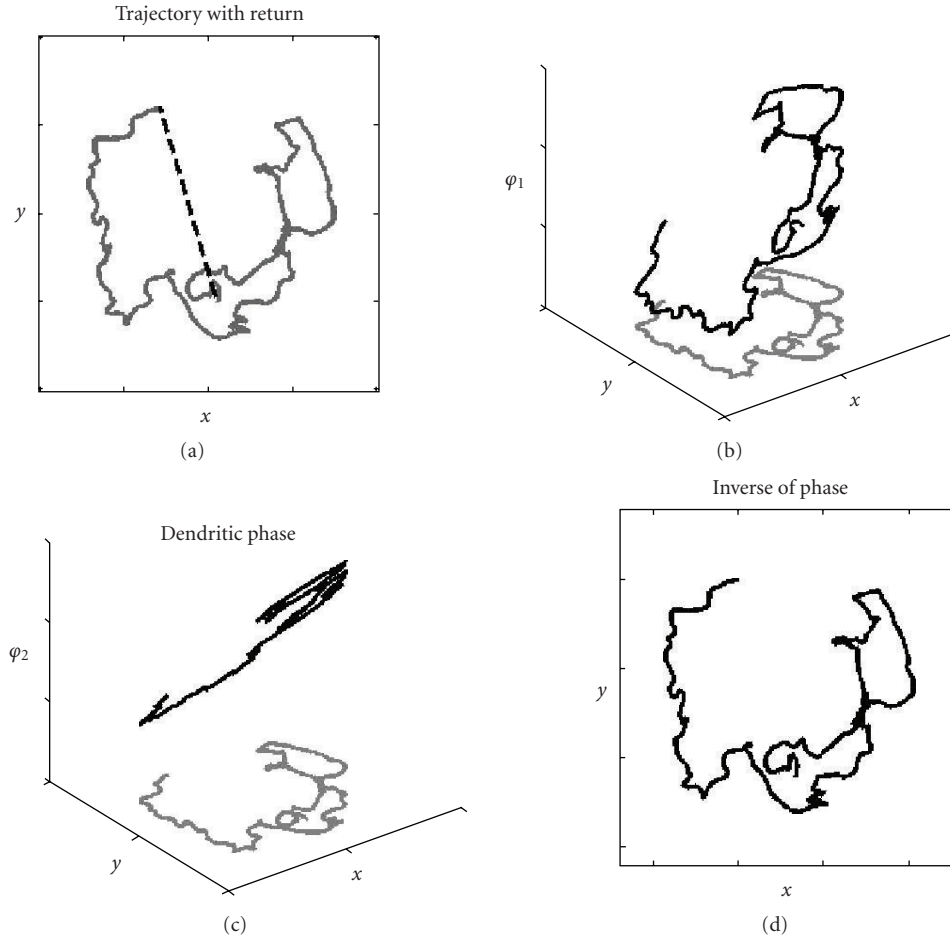 Trajectory with return
y
x
(a)
φ1
y
x
(b)
Dendritic phase
φ2
y
x
(c)
Inverse of phase
y
x
(d)